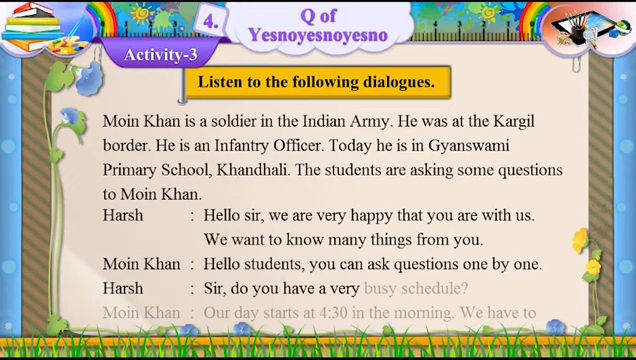 4.
Q of
Yesnoyesnoyesno
Activity-3
Listen to the following dialogues.
Moin Khan is a soldier in the Indian Army. He was at the Kargil
border. He is an Infantry Officer. Today he is in Gyanswami
Primary School, Khandhali. The students are asking some questions
to Moin Khan.
Harsh : Hello sir, we are very happy that you are with us.
We want to know many things from you.
Moin Khan : Hello students, you can ask questions one by one.
Harsh : Sir, do you have a very busy schedule?
Moin Khan : Our day starts at 4:30 in the morning. We have to